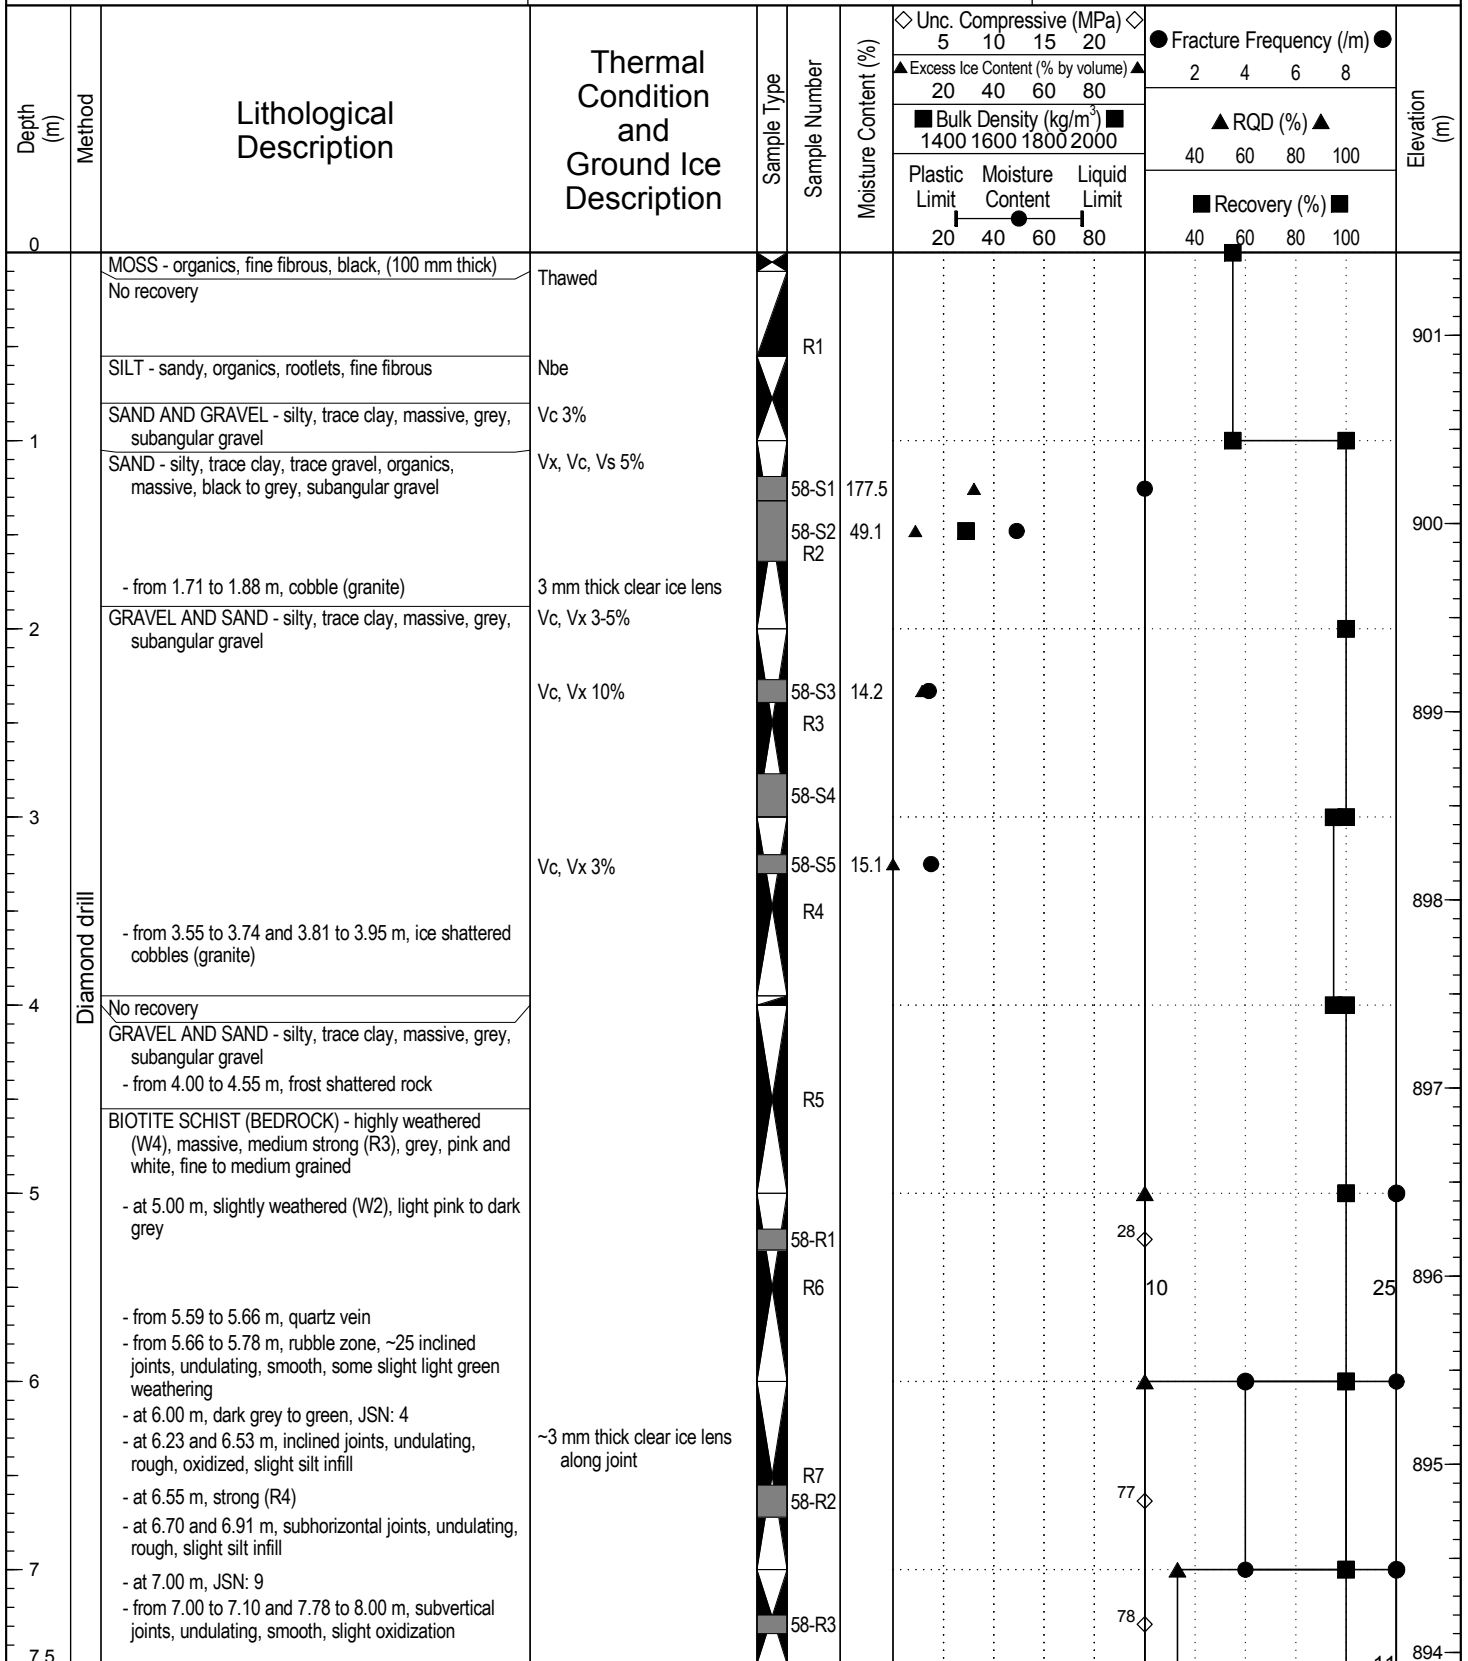 Depth
(m)
Method
Lithological
Description
Thermal
Condition
and
Ground Ice
Description
Sample Type
Sample Number
Moisture Content (%)
Unc. Compressive (MPa)
5 10 15 20
Excess Ice Content (% by volume)
20 40 60 80
Bulk Density (kg/m³)
1400 1600 1800 2000
Plastic Moisture Liquid
Limit Content Limit
20 40 60 80
Fracture Frequency (/m)
2 4 6 8
RQD (%)
40 60 80 100
Recovery (%)
40 60 80 100
Elevation
(m)
0
MOSS - organics, fine fibrous, black, (100 mm thick)
Thawed
No recovery
901
R1
SILT - sandy, organics, rootlets, fine fibrous
Nbe
SAND AND GRAVEL - silty, trace clay, massive, grey,
subangular gravel
Vc 3%
1
SAND - silty, trace clay, trace gravel, organics,
massive, black to grey, subangular gravel
Vx, Vc, Vs 5%
58-S1 177.5
900
58-S2 49.1
R2
- from 1.71 to 1.88 m, cobble (granite)
3 mm thick clear ice lens
GRAVEL AND SAND - silty, trace clay, massive, grey,
subangular gravel
Vc, Vx 3-5%
2
Vc, Vx 10%
58-S3 14.2
899
R3
58-S4
3
Vc, Vx 3%
58-S5 15.1
898
R4
Diamond drill
- from 3.55 to 3.74 and 3.81 to 3.95 m, ice shattered
cobbles (granite)
4
No recovery
GRAVEL AND SAND - silty, trace clay, massive, grey,
subangular gravel
- from 4.00 to 4.55 m, frost shattered rock
897
R5
BIOTITE SCHIST (BEDROCK) - highly weathered
(W4), massive, medium strong (R3), grey, pink and
white, fine to medium grained
5
- at 5.00 m, slightly weathered (W2), light pink to dark
grey
58-R1
28
R6
10
25
896
- from 5.59 to 5.66 m, quartz vein
- from 5.66 to 5.78 m, rubble zone, ~25 inclined
joints, undulating, smooth, some slight light green
weathering
6
- at 6.00 m, dark grey to green, JSN: 4
- at 6.23 and 6.53 m, inclined joints, undulating,
rough, oxidized, slight silt infill
~3 mm thick clear ice lens
along joint
895
R7
- at 6.55 m, strong (R4)
58-R2
77
- at 6.70 and 6.91 m, subhorizontal joints, undulating,
rough, slight silt infill
7
- at 7.00 m, JSN: 9
- from 7.00 to 7.10 and 7.78 to 8.00 m, subvertical
joints, undulating, smooth, slight oxidization
58-R3
78
7.5
11
894